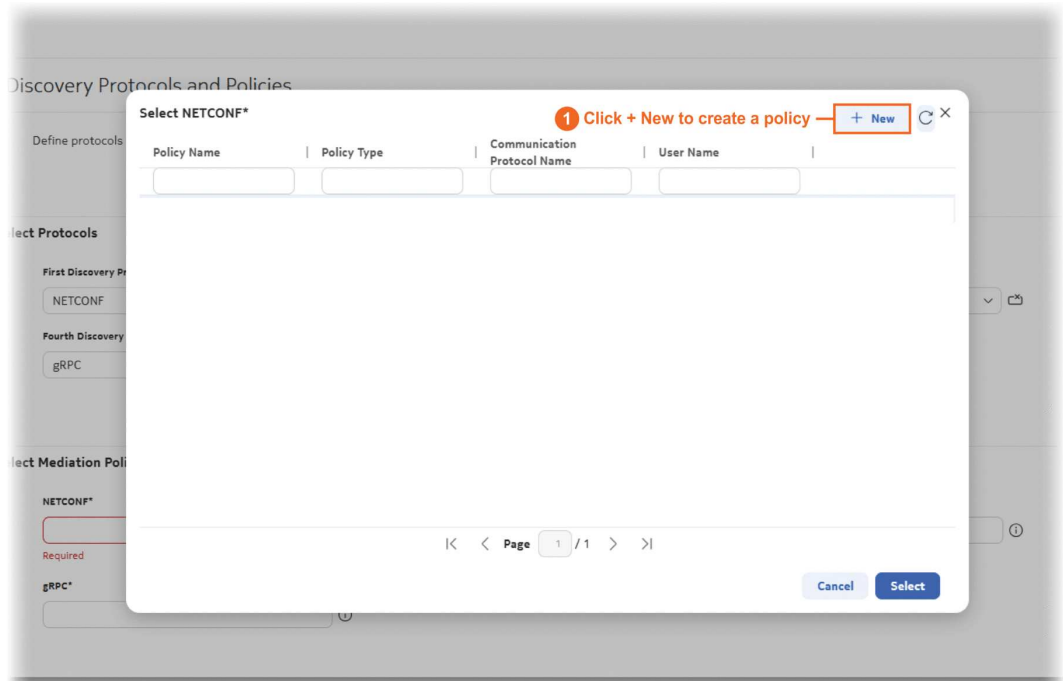 Discovery Protocols and Policies
Select NETCONF*
1 Click + New to create a policy
+ New
Define protocols
Policy Name
Policy Type
Communication
Protocol Name
User Name
lect Protocols
First Discovery Pr
NETCONF
Fourth Discovery
gRPC
lect Mediation Poli
NETCONF*
Required
Page 1 / 1
gRPC*
Cancel
Select